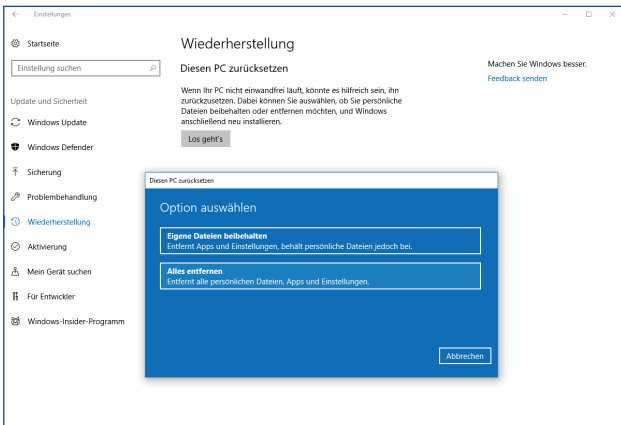 Einstellungen
Startseite
Einstellung suchen
Update und Sicherheit
Windows Update
Windows Defender
Sicherung
Problembehandlung
Wiederherstellung
Aktivierung
Mein Gerät suchen
Für Entwickler
Windows-Insider-Programm
Wiederherstellung
Diesen PC zurücksetzen
Wenn Ihr PC nicht einwandfrei läuft, könnte es hilfreich sein, ihn
zurückzusetzen. Dabei können Sie auswählen, ob Sie persönliche
Dateien beibehalten oder entfernen möchten, und Windows
anschließend neu installieren.
Los geht's
Machen Sie Windows besser.
Feedback senden
Diesen PC zurücksetzen
Option auswählen
Eigene Dateien beibehalten
Entfernt Apps und Einstellungen, behält persönliche Dateien jedoch bei.
Alles entfernen
Entfernt alle persönlichen Dateien, Apps und Einstellungen.
Abbrechen